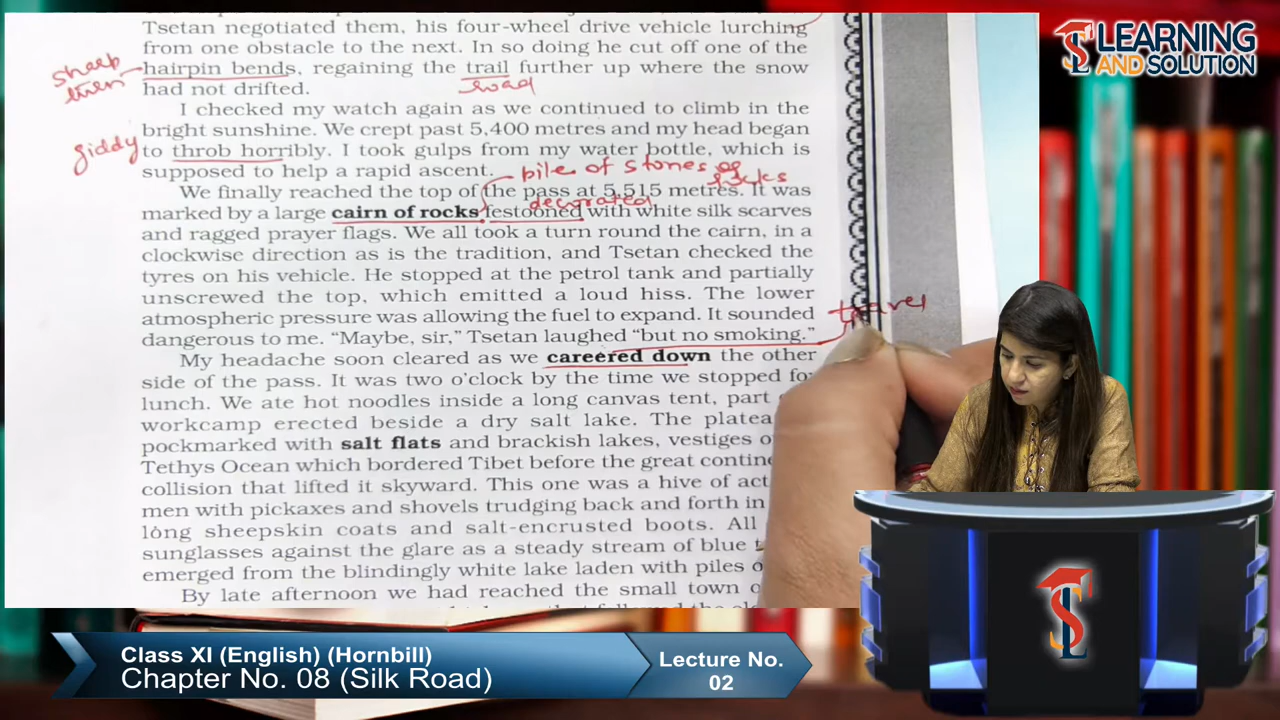 Tsetan negotiated them, his four-wheel drive vehicle lurching
from one obstacle to the next. In so doing he cut off one of the
sheep
hairpin bends, regaining the trail further up where the snow
turn
road
had not drifted.
I checked my watch again as we continued to climb in the
bright sunshine. We crept past 5,400 metres and my head began
giddy
to throb horribly. I took gulps from my water bottle, which is
supposed to help a rapid ascent.
pile of stones or
rocks
We finally reached the top of the pass at 5,515 metres. It was
decorated
marked by a large cairn of rocks festooned with white silk scarves
and ragged prayer flags. We all took a turn round the cairn, in a
clockwise direction as is the tradition, and Tsetan checked the
tyres on his vehicle. He stopped at the petrol tank and partially
unscrewed the top, which emitted a loud hiss. The lower
atmospheric pressure was allowing the fuel to expand. It sounded
dangerous to me. “Maybe, sir,” Tsetan laughed “but no smoking.”
My headache soon cleared as we careered down the other
side of the pass. It was two o’clock by the time we stopped for
lunch. We ate hot noodles inside a long canvas tent, part
workcamp erected beside a dry salt lake. The plateau
pockmarked with salt flats and brackish lakes, vestiges o
Tethys Ocean which bordered Tibet before the great contine
collision that lifted it skyward. This one was a hive of act
men with pickaxes and shovels trudging back and forth in
long sheepskin coats and salt-encrusted boots. All
sunglasses against the glare as a steady stream of blue t
emerged from the blindingly white lake laden with piles o
By late afternoon we had reached the small town o
LEARNING
AND SOLUTION
Class XI (English) (Hornbill)
Chapter No. 08 (Silk Road)
Lecture No.
02